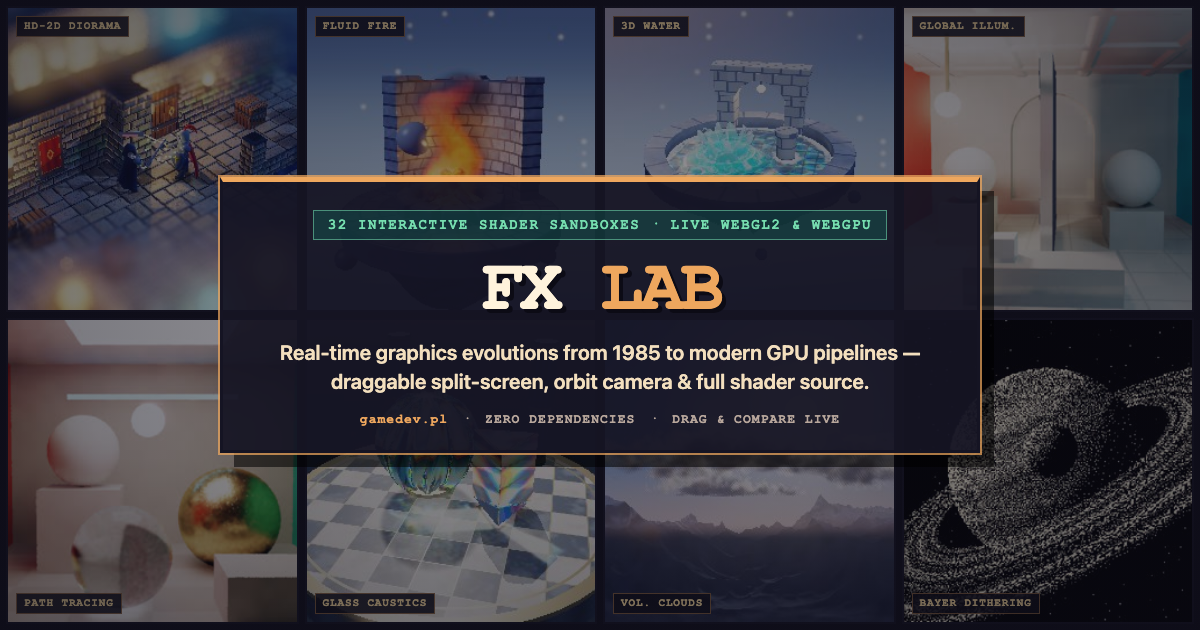 HD-2D DIORAMA
FLUID FIRE
3D WATER
GLOBAL ILLUM.
32 INTERACTIVE SHADER SANDBOXES · LIVE WEBGL2 & WEBGPU
FX LAB
Real-time graphics evolutions from 1985 to modern GPU pipelines —
draggable split-screen, orbit camera & full shader source.
gamedev.pl · ZERO DEPENDENCIES · DRAG & COMPARE LIVE
PATH TRACING
GLASS CAUSTICS
VOL. CLOUDS
BAYER DITHERING